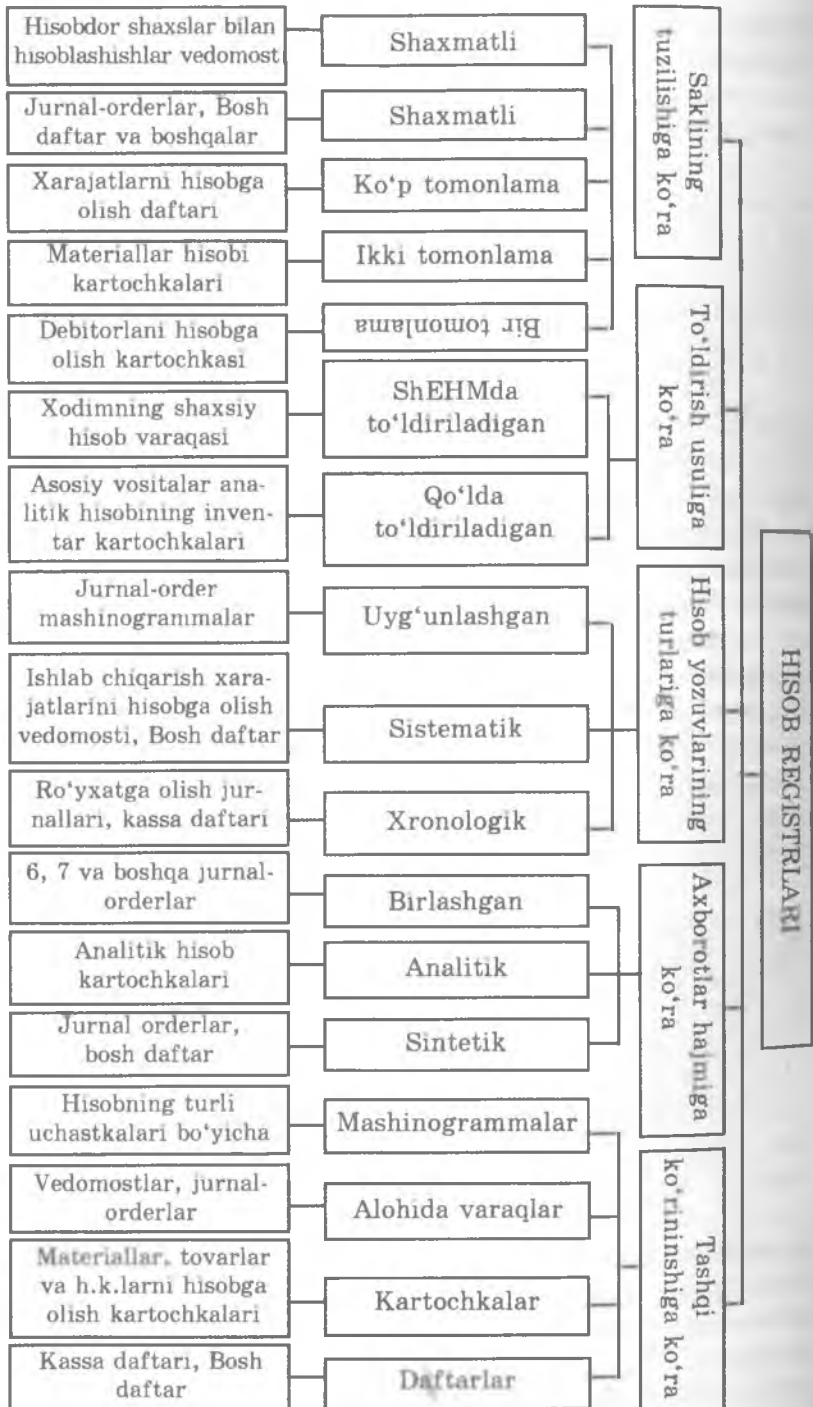 Hisobdor shaxslar bilan
hisoblashishlar vedomost
Shaxmatli
Jurnal-orderlar, Bosh
daftar va boshqalar
Shaxmatli
Xarajatlarni hisobga
olish daftari
Ko‘p tomonlama
Materiallar hisobi
kartochkalari
Ikki tomonlama
Debitorlani hisobga
olish kartochkasi
Bir tomonlama
Saklining
tuzilishiga ko‘ra
Xodimning shaxsiy
hisob varaqasi
ShEHMda
to‘ldiriladigan
Asosiy vositalar ana-
litik hisobining inven-
tar kartochkalari
Qo‘lda
to‘ldiriladigan
To‘ldirish usuliga
ko‘ra
Jurnal-order
mashinogrammalar
Uyg‘unlashgan
Ishlab chiqarish xara-
jatlarini hisobga olish
vedomosti, Bosh daftar
Sistematik
Ro‘yxatga olish jur-
nallari, kassa daftari
Xronologik
Hisob yozuvlarining
turlariga ko‘ra
HISOB REGISTRLARI
6, 7 va boshqa jurnal-
orderlar
Birlashgan
Analitik hisob
kartochkalari
Analitik
Jurnal orderlar,
bosh daftar
Sintetik
Axborotlar hajmiga
ko‘ra
Hisobning turli
uchastkalari bo‘yicha
Mashinogrammalar
Vedomostlar, jurnal-
orderlar
Alohida varaqlar
Materiallar, tovarlar
va h.k.larni hisobga
olish kartochkalari
Kartochkalar
Kassa daftari, Bosh
daftar
Daftarlar
Tashqi
ko‘rininshiga ko‘ra